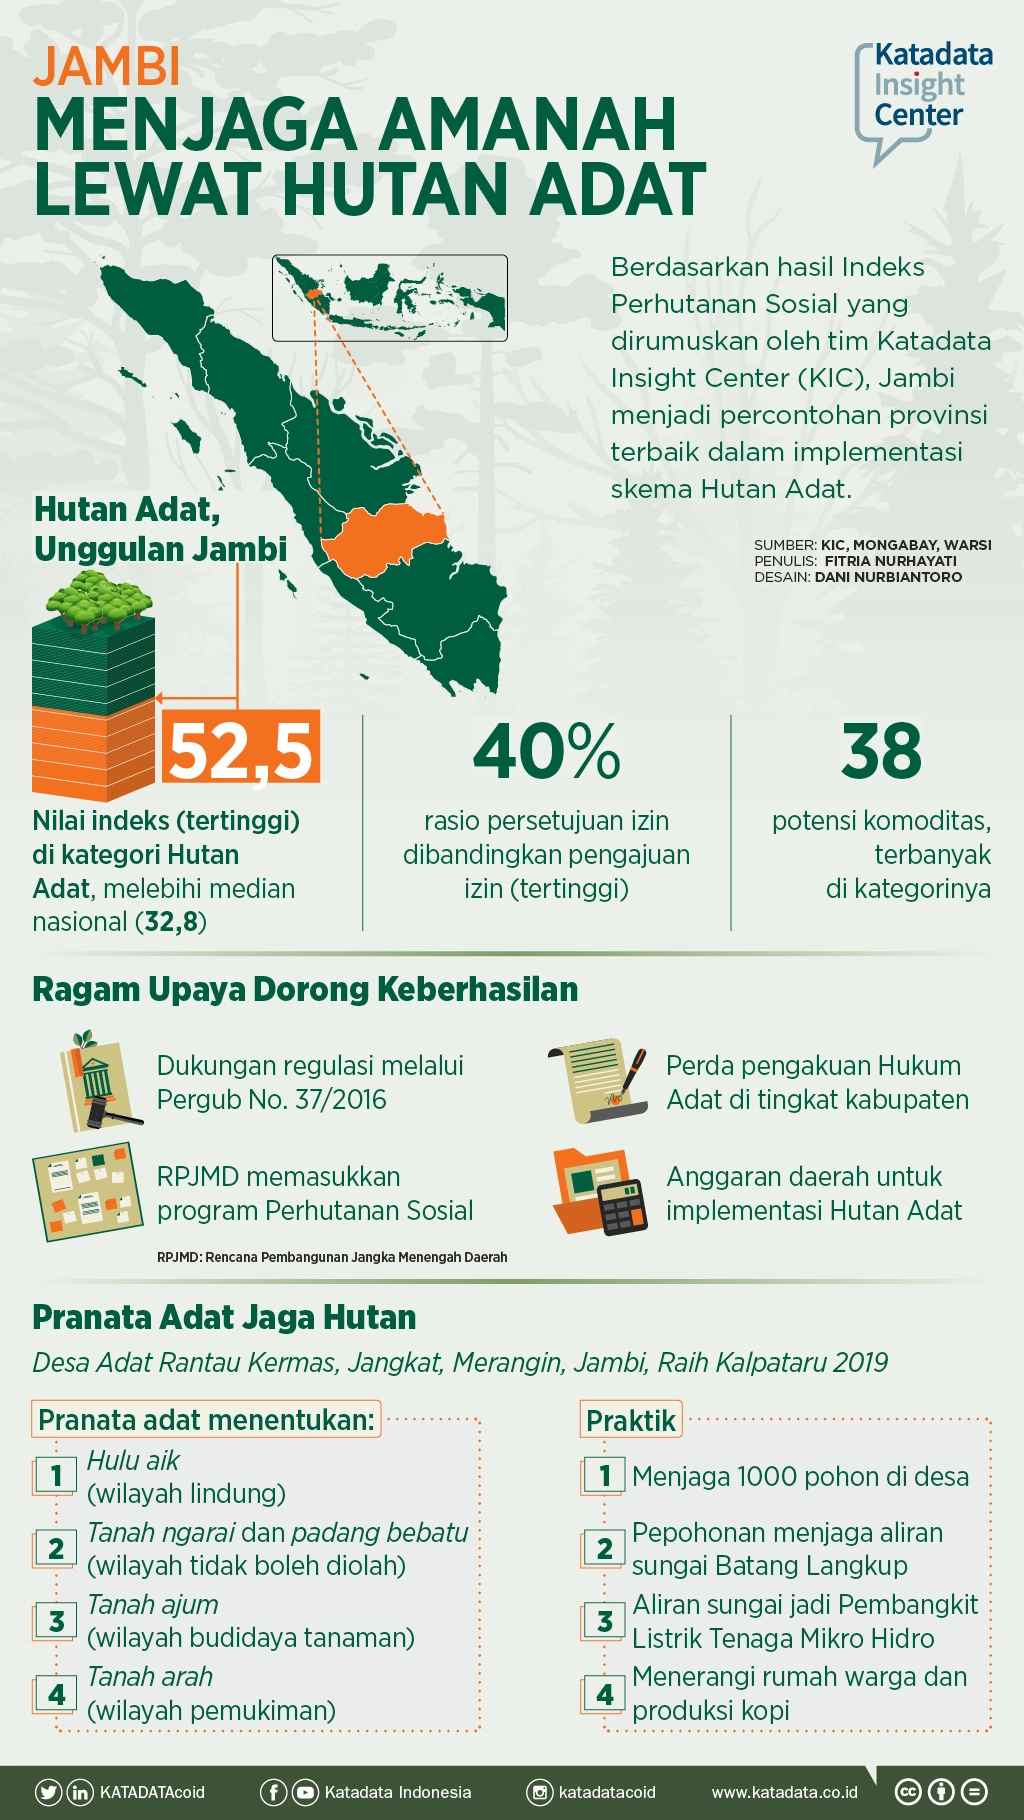 JAMBI
MENJAGA AMANAH
LEWAT HUTAN ADAT
Katadata
Insight
Center
Berdasarkan hasil Indeks
Perhutanan Sosial yang
dirumuskan oleh tim Katadata
Insight Center (KIC), Jambi
menjadi percontohan provinsi
terbaik dalam implementasi
skema Hutan Adat.
SUMBER: KIC, MONGABAY, WARSI
PENULIS: FITRIA NURHAYATI
DESAIN: DANI NURBIANTORO
Hutan Adat,
Unggulan Jambi
52,5
Nilai indeks (tertinggi)
di kategori Hutan
Adat, melebihi median
nasional (32,8)
40%
rasio persetujuan izin
dibandingkan pengajuan
izin (tertinggi)
38
potensi komoditas,
terbanyak
di kategorinya
Ragam Upaya Dorong Keberhasilan
Dukungan regulasi melalui
Pergub No. 37/2016
Perda pengakuan Hukum
Adat di tingkat kabupaten
RPJMD memasukkan
program Perhutanan Sosial
RPJMD: Rencana Pembangunan Jangka Menengah Daerah
Anggaran daerah untuk
implementasi Hutan Adat
Pranata Adat Jaga Hutan
Desa Adat Rantau Kermas, Jangkat, Merangin, Jambi, Raih Kalpataru 2019
Pranata adat menentukan:
1 Hulu aik
(wilayah lindung)
2 Tanah ngarai dan padang bebatu
(wilayah tidak boleh diolah)
3 Tanah ajum
(wilayah budidaya tanaman)
4 Tanah arah
(wilayah pemukiman)
Praktik
1 Menjaga 1000 pohon di desa
2 Pepohonan menjaga aliran
sungai Batang Langkup
3 Aliran sungai jadi Pembangkit
Listrik Tenaga Mikro Hidro
4 Menerangi rumah warga dan
produksi kopi
KATADATAcoid
Katadata Indonesia
katadatacoid
www.katadata.co.id